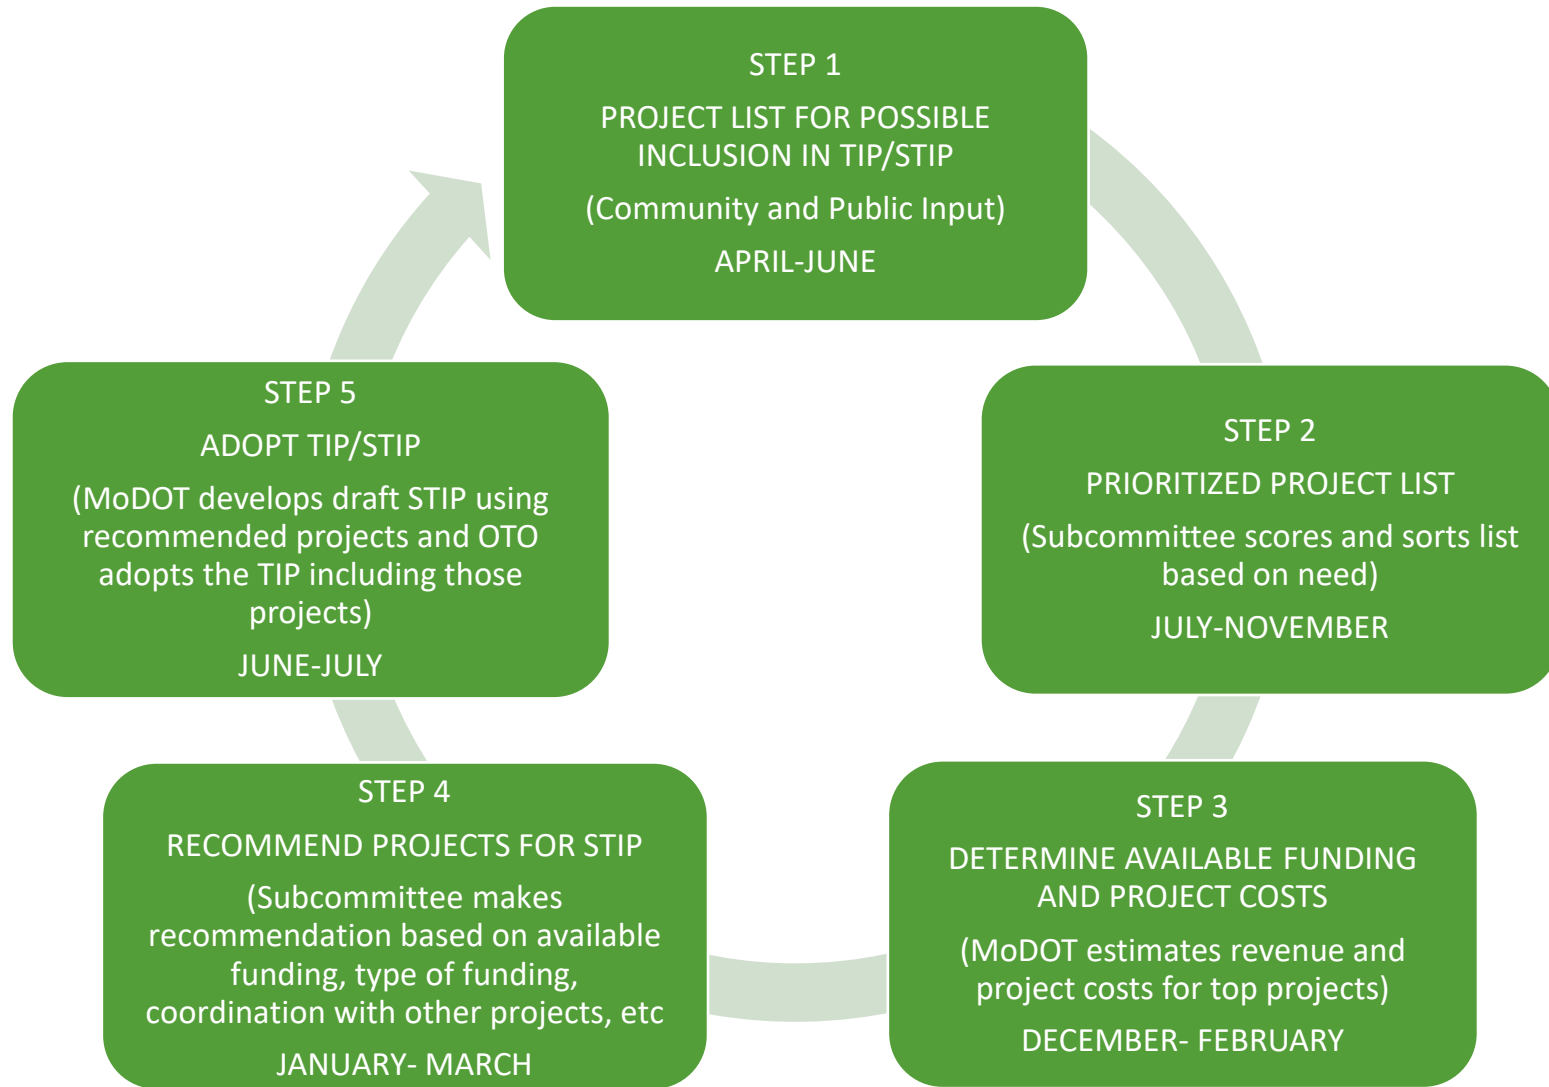 STEP 1
PROJECT LIST FOR POSSIBLE
INCLUSION IN TIP/STIP
(Community and Public Input)
APRIL-JUNE
STEP 2
PRIORITIZED PROJECT LIST
(Subcommittee scores and sorts list
based on need)
JULY-NOVEMBER
STEP 3
DETERMINE AVAILABLE FUNDING
AND PROJECT COSTS
(MoDOT estimates revenue and
project costs for top projects)
DECEMBER- FEBRUARY
STEP 4
RECOMMEND PROJECTS FOR STIP
(Subcommittee makes
recommendation based on available
funding, type of funding,
coordination with other projects, etc
JANUARY- MARCH
STEP 5
ADOPT TIP/STIP
(MoDOT develops draft STIP using
recommended projects and OTO
adopts the TIP including those
projects)
JUNE-JULY